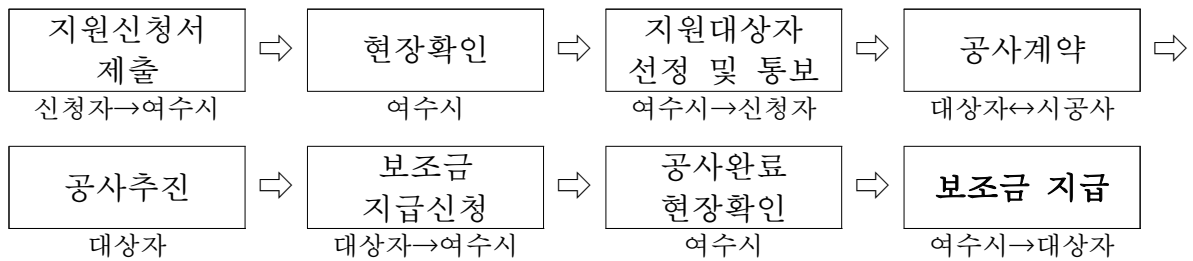 지원신청서
제출
⇨
현장확인
⇨
지원대상자
선정 및 통보
⇨
공사계약
⇨
신청자→여수시
여수시
여수시→신청자
대상자↔시공사
공사추진
⇨
보조금
지급신청
⇨
공사완료
현장확인
⇨
보조금 지급
대상자
대상자→여수시
여수시
여수시→대상자